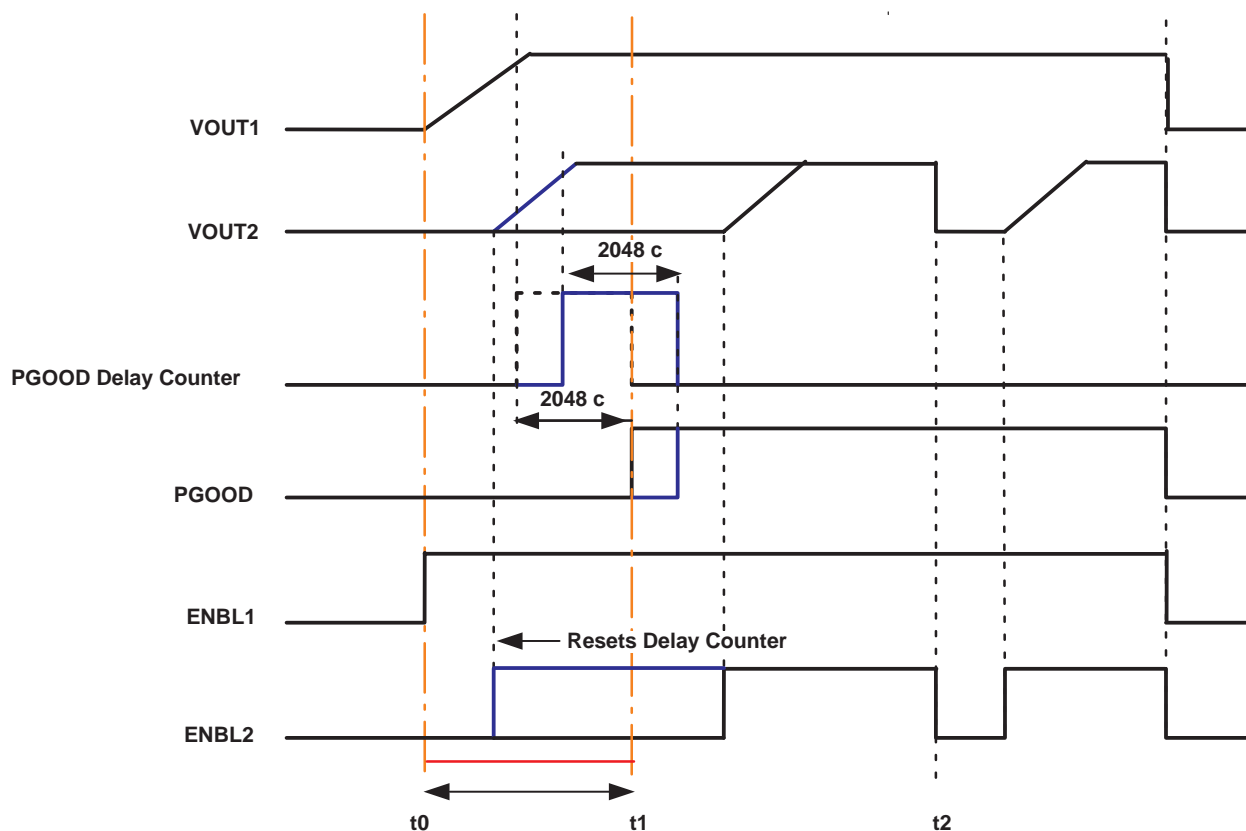 VOUT1
VOUT2
2048 c
PGOOD Delay Counter
2048 c
PGOOD
ENBL1
Resets Delay Counter
ENBL2
t0
t1
t2